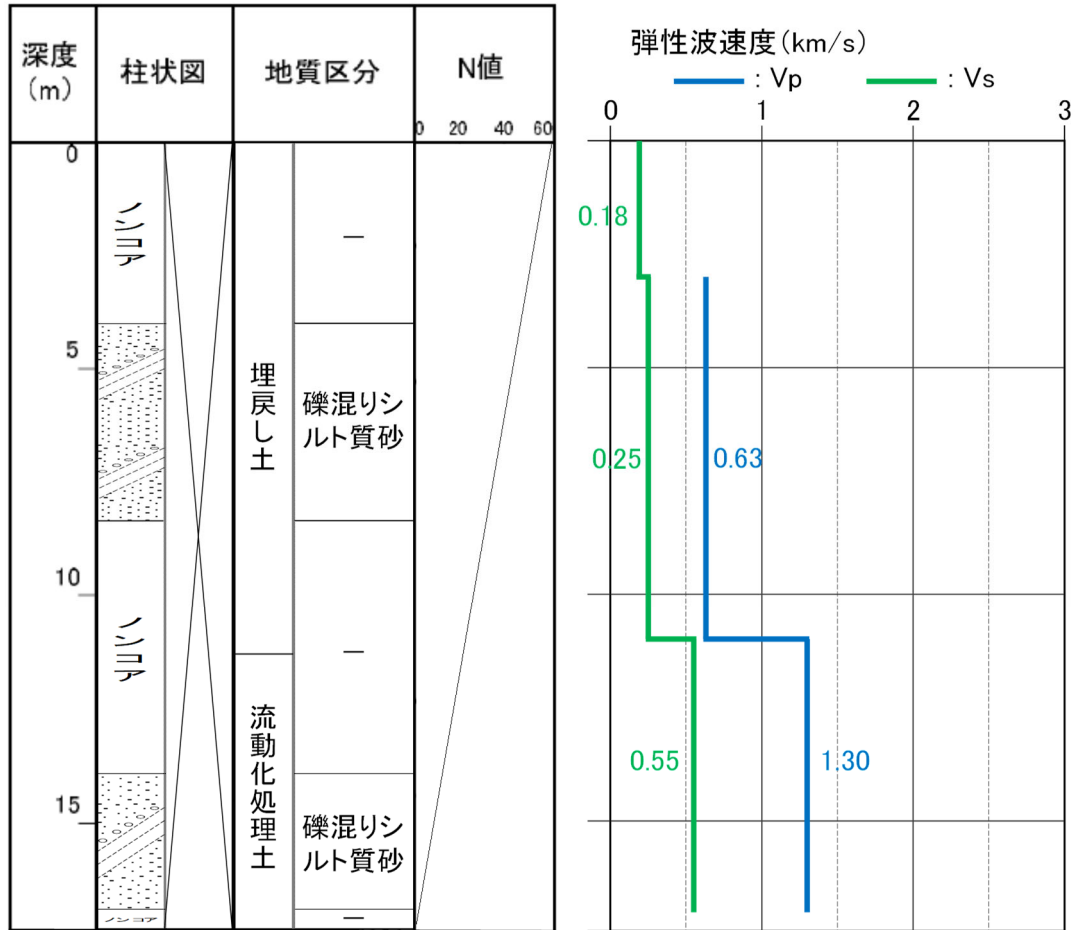 深度
(m)
柱状図
地質区分
N値
0 20 40 60
0
5
10
15
ノンコア
ノンコア
ノンコア
埋戻し土
流動化処理土
—
礫混りシ
ルト質砂
—
礫混りシ
ルト質砂
—
弾性波速度(km/s)
: Vp : Vs
0 1 2 3
0.18
0.25 0.63
0.55 1.30